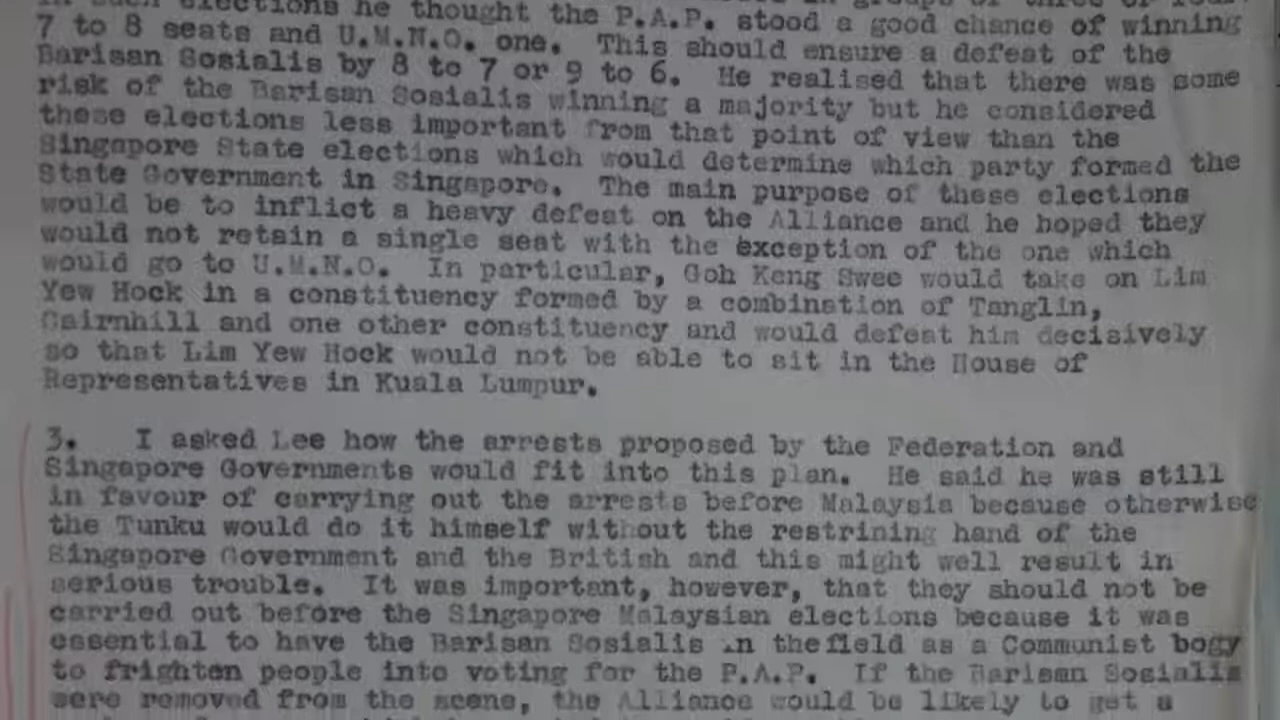 elections he thought the P.A.P. stood a good chance of winning
7 to 8 seats and U.M.N.O. one. This should ensure a defeat of the
Barisan Sosialis by 8 to 7 or 9 to 6. He realised that there was some
risk of the Barisan Sosialis winning a majority but he considered
these elections less important from that point of view than the
Singapore State elections which would determine which party formed the
State Government in Singapore. The main purpose of these elections
would be to inflict a heavy defeat on the Alliance and he hoped they
would not retain a single seat with the exception of the one which
would go to U.M.N.O. In particular, Goh Keng Swee would take on Lim
Yew Hock in a constituency formed by a combination of Tanglin,
Cairnhill and one other constituency and would defeat him decisively
so that Lim Yew Hock would not be able to sit in the House of
Representatives in Kuala Lumpur.
3. I asked Lee how the arrests proposed by the Federation and
Singapore Governments would fit into this plan. He said he was still
in favour of carrying out the arrests before Malaysia because otherwise
the Tunku would do it himself without the restrining hand of the
Singapore Government and the British and this might well result in
serious trouble. It was important, however, that they should not be
carried out before the Singapore Malaysian elections because it was
essential to have the Barisan Sosialis in the field as a Communist bogy
to frighten people into voting for the P.A.P. If the Barisan Sosialis
were removed from the scene, the Alliance would be likely to get a